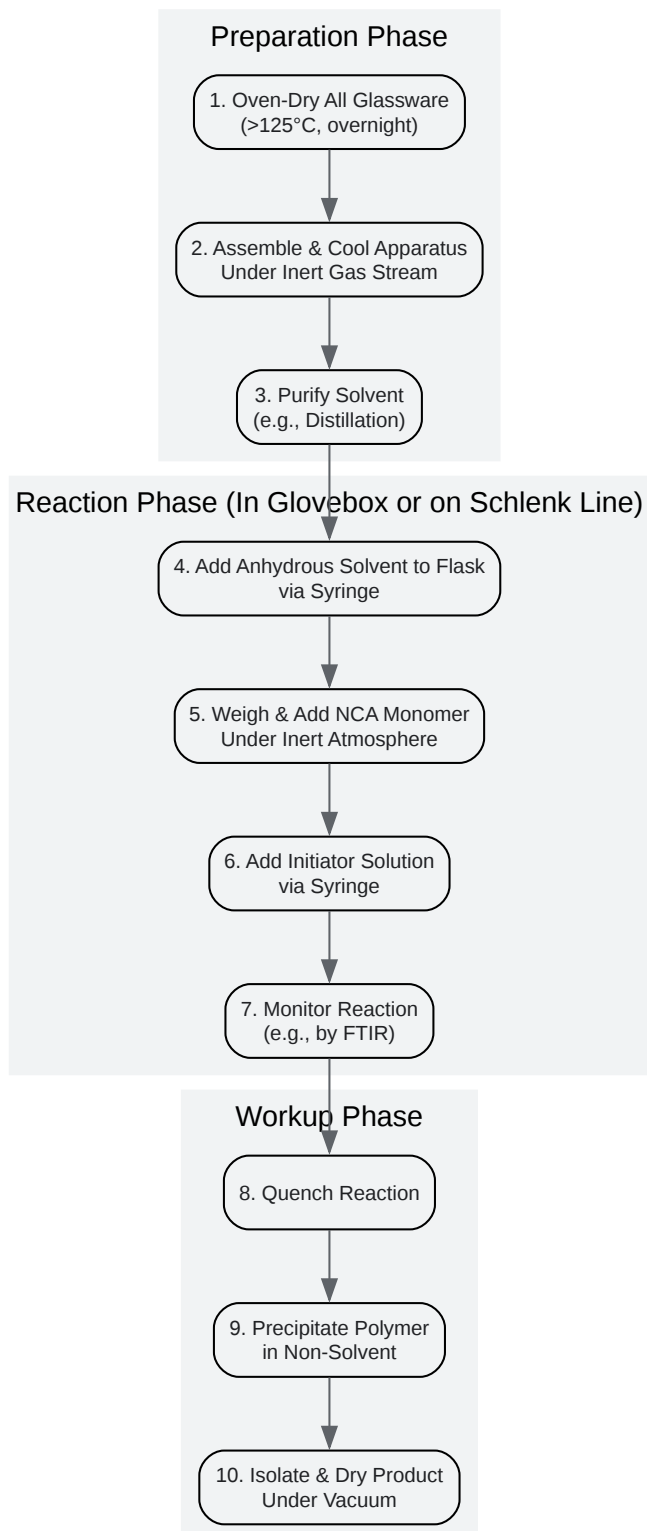 Preparation Phase
1. Oven-Dry All Glassware
(>125°C, overnight)
2. Assemble & Cool Apparatus
Under Inert Gas Stream
3. Purify Solvent
(e.g., Distillation)
Reaction Phase (In Glovebox or on Schlenk Line)
4. Add Anhydrous Solvent to Flask
via Syringe
5. Weigh & Add NCA Monomer
Under Inert Atmosphere
6. Add Initiator Solution
via Syringe
7. Monitor Reaction
(e.g., by FTIR)
Workup Phase
8. Quench Reaction
9. Precipitate Polymer
in Non-Solvent
10. Isolate & Dry Product
Under Vacuum